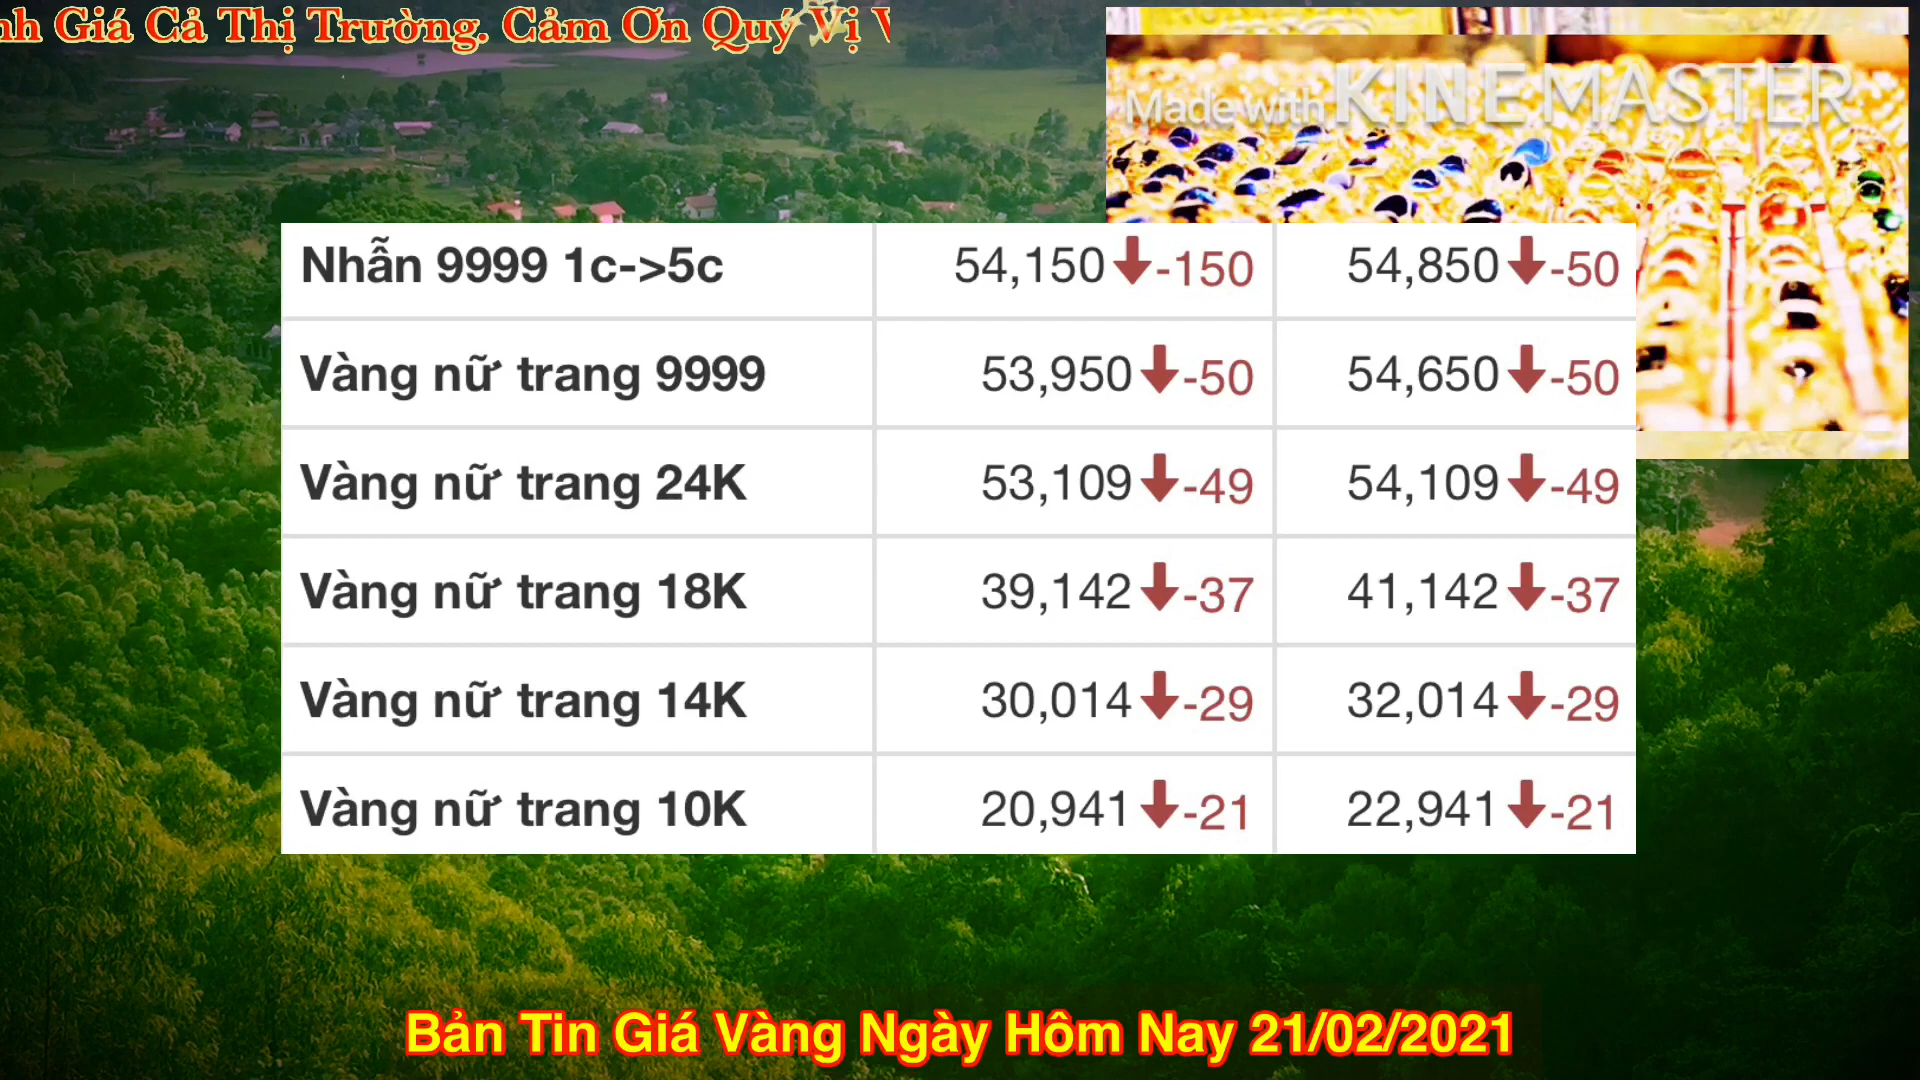 nh Giá Cả Thị Trường. Cảm Ơn Quý Vị V
Made with KINEMASTER
Nhẫn 9999 1c->5c 54,150 -150 54,850 -50
Vàng nữ trang 9999 53,950 -50 54,650 -50
Vàng nữ trang 24K 53,109 -49 54,109 -49
Vàng nữ trang 18K 39,142 -37 41,142 -37
Vàng nữ trang 14K 30,014 -29 32,014 -29
Vàng nữ trang 10K 20,941 -21 22,941 -21
Bản Tin Giá Vàng Ngày Hôm Nay 21/02/2021